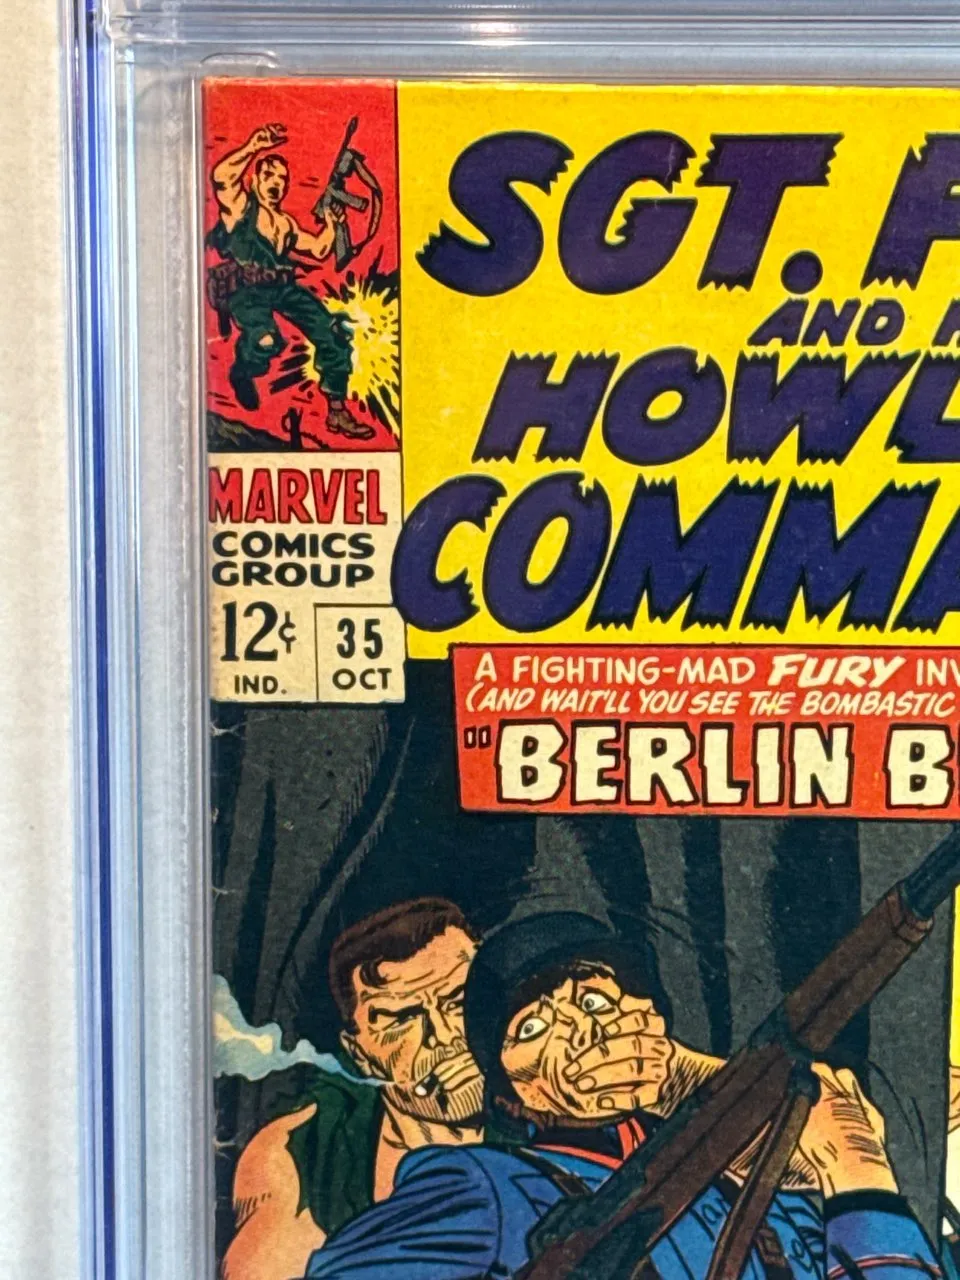 SGT.
AND
HOWL
COMMA
MARVEL
COMICS
GROUP
12¢ 35
IND. OCT
A FIGHTING-MAD FURY INV
(AND WAIT'LL YOU SEE THE BOMBASTIC
"BERLIN B